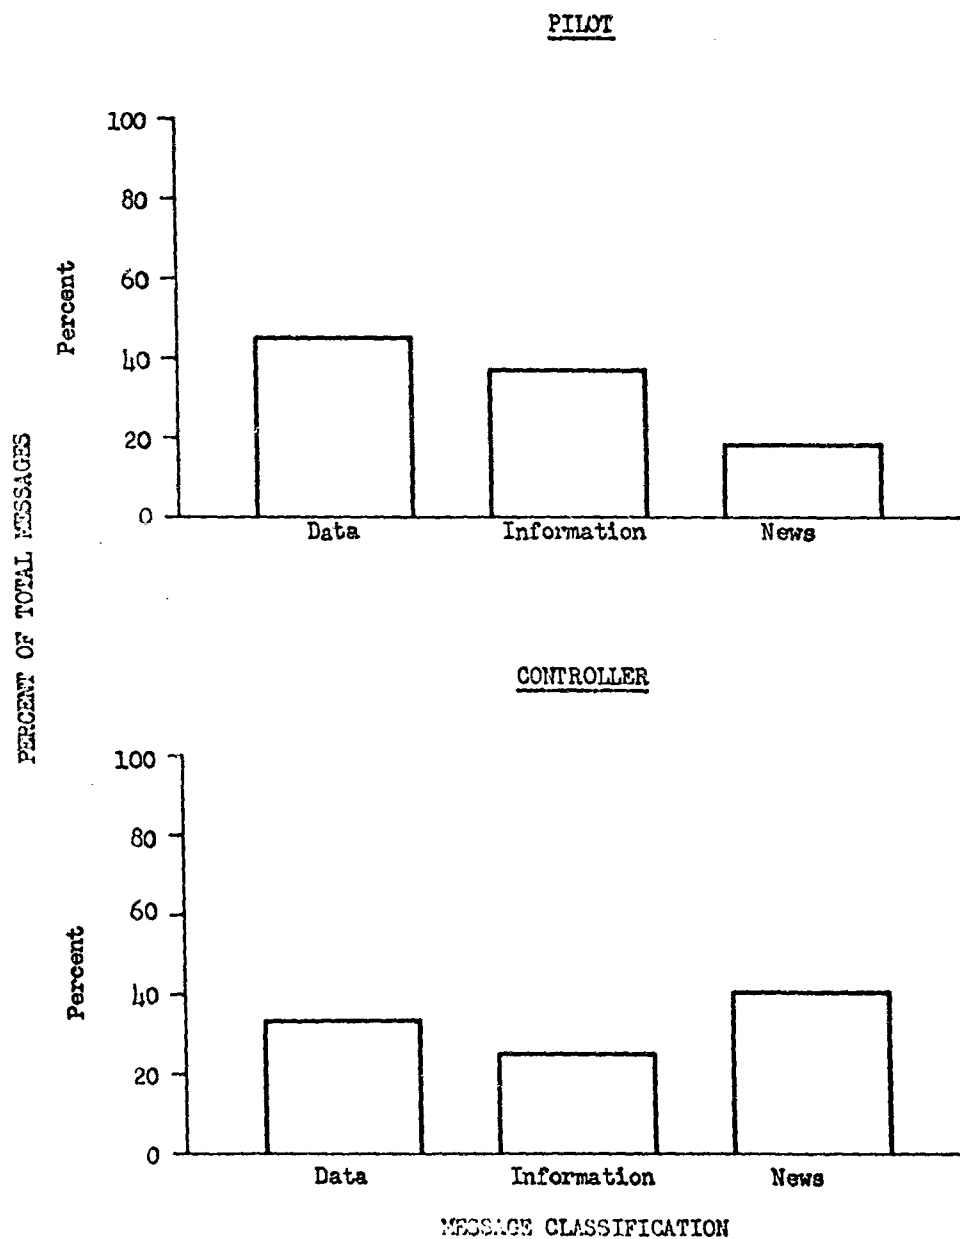 PILOT
100
80
60
40
20
0
Percent
Data Information News
PERCENT OF TOTAL MESSAGES
CONTROLLER
100
80
60
40
20
0
Percent
Data Information News
MESSAGE CLASSIFICATION